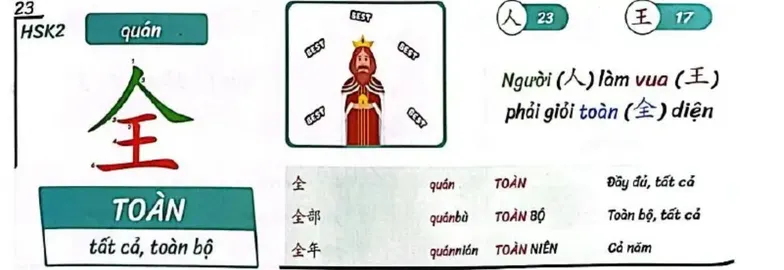 23
HSK2
quán
全
TOÀN
tất cả, toàn bộ
BEST
BEST
BEST
BEST
BEST
人 23
王 17
Người (人) làm vua (王)
phải giỏi toàn (全) diện
全 quán TOÀN Đầy đủ, tất cả
全部 quánbù TOÀN BỘ Toàn bộ, tất cả
全年 quánnián TOÀN NIÊN Cả năm